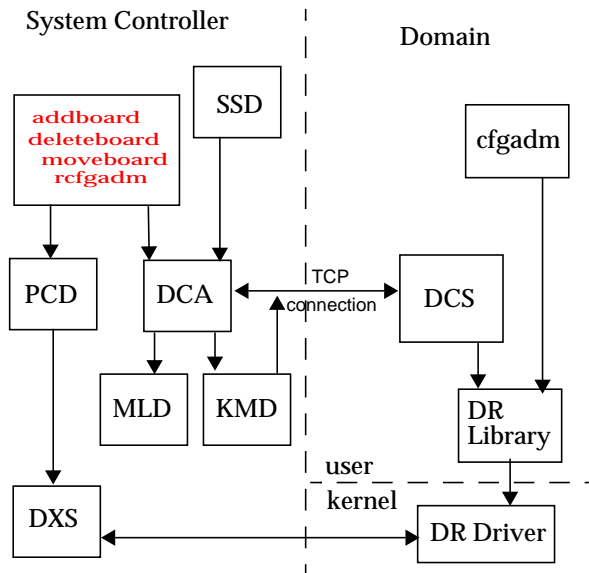 System Controller
Domain
addboard
deleteboard
moveboard
rcfgadm
SSD
cfgadm
PCD
DCA
TCP
connection
DCS
MLD
KMD
DR
Library
user
kernel
DXS
DR Driver